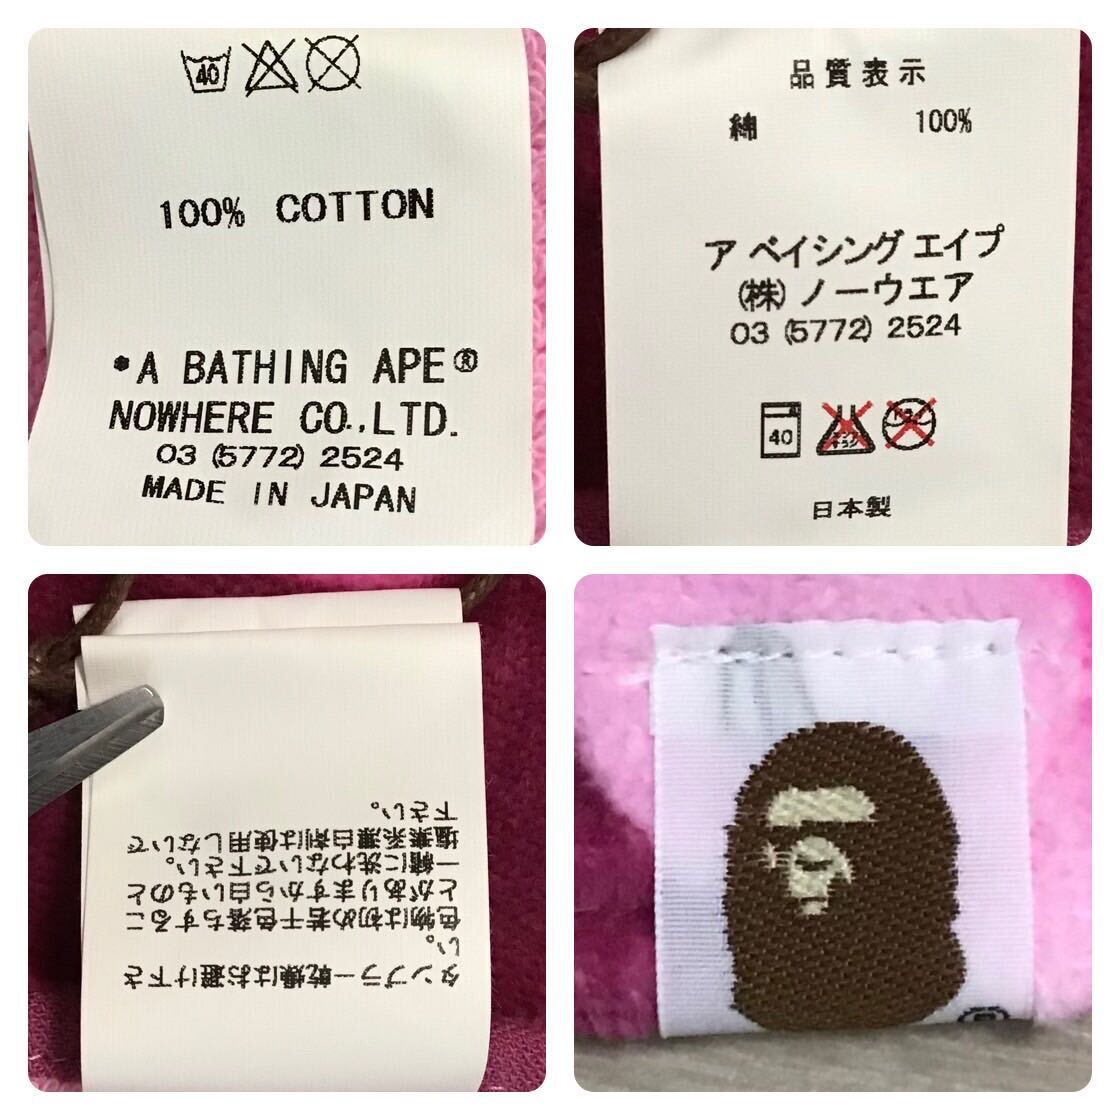 40
100% COTTON
*A BATHING APE®
NOWHERE CO.,LTD.
03 (5772) 2524
MADE IN JAPAN
品質表示
綿 100%
ア ベイシング エイプ
(株) ノーウエア
03 (5772) 2524
40
日本製
タンブラー乾燥はお避け下さ
い。
色物は初め若干色落ちするこ
とがありますから白いものと
一緒に洗わないで下さい。
塩素系漂白剤は使用しないで
下さい。